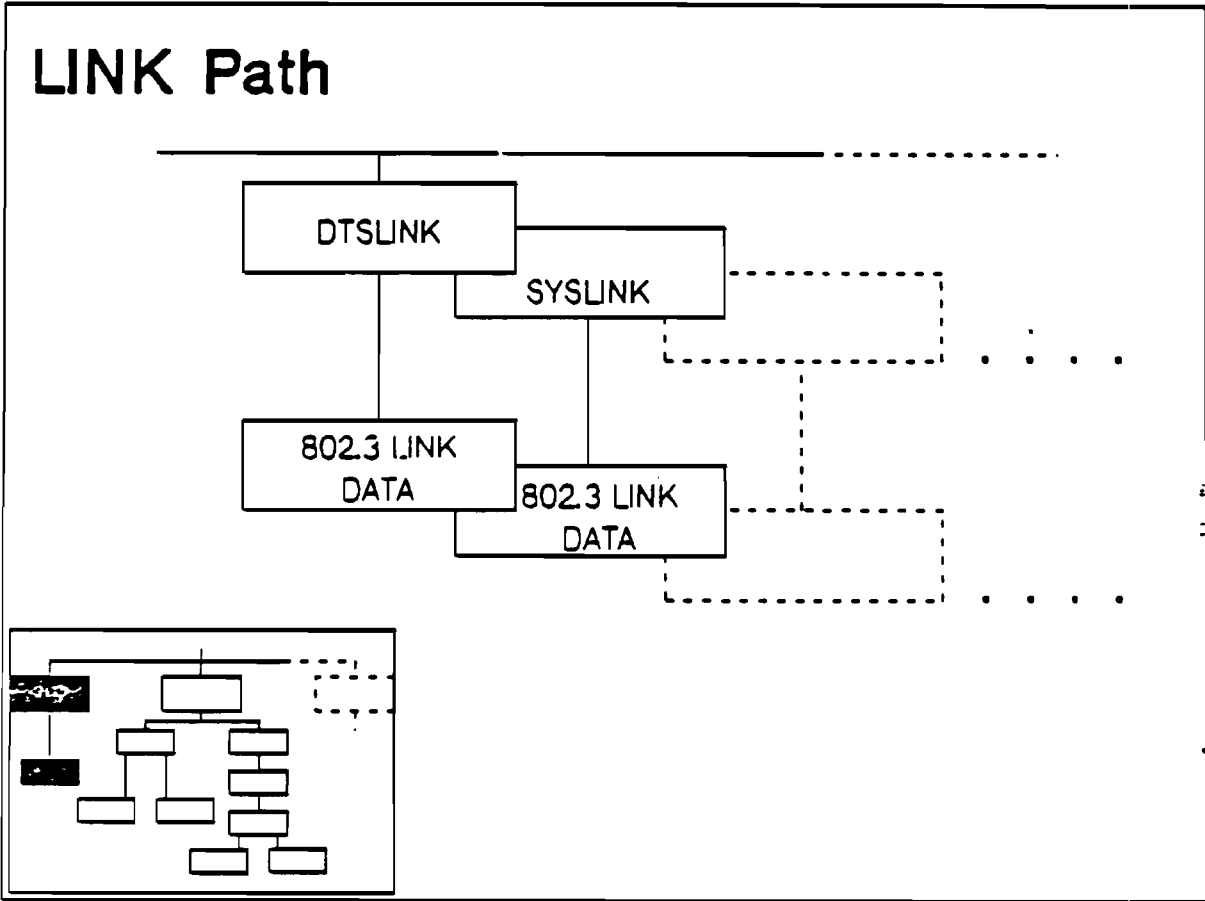 LINK Path
DTSLINK
SYSLINK
802.3 LINK
DATA
802.3 LINK
DATA